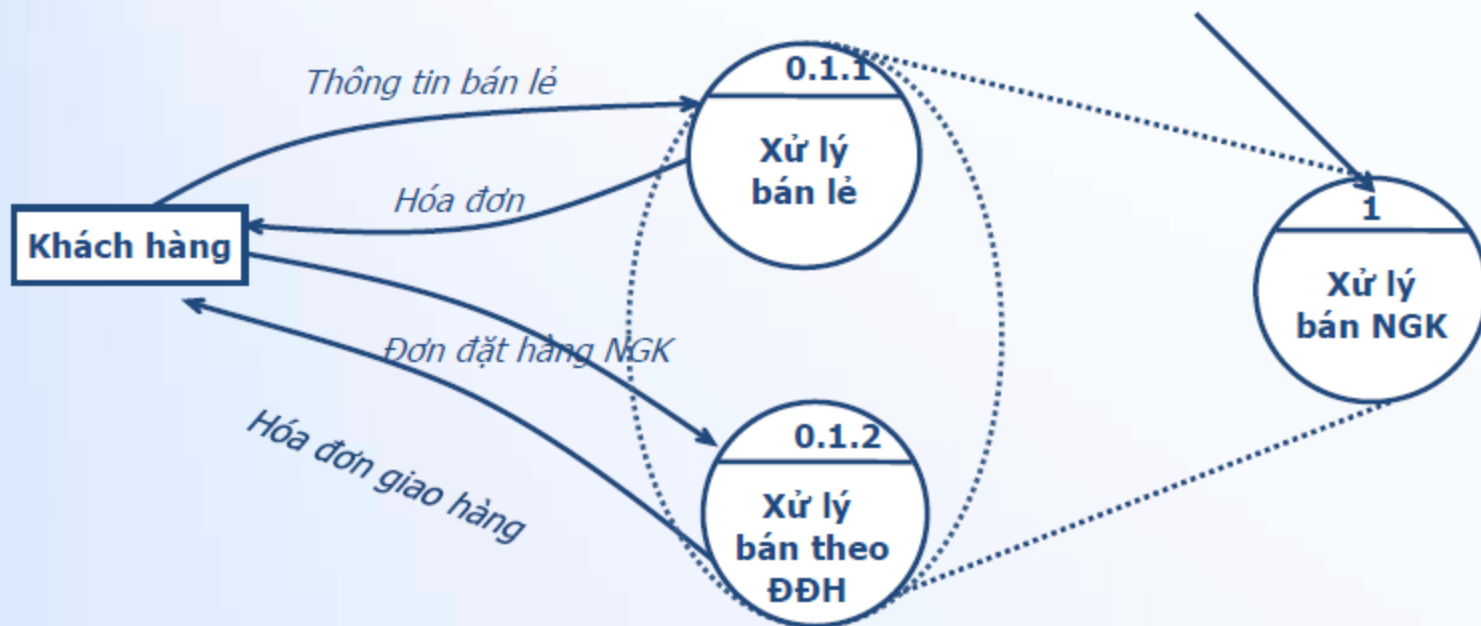 Thông tin bán lẻ
0.1.1
Xử lý
bán lẻ
Hóa đơn
Khách hàng
1
Xử lý
bán NGK
Đơn đặt hàng NGK
Hóa đơn giao hàng
0.1.2
Xử lý
bán theo
ĐĐH